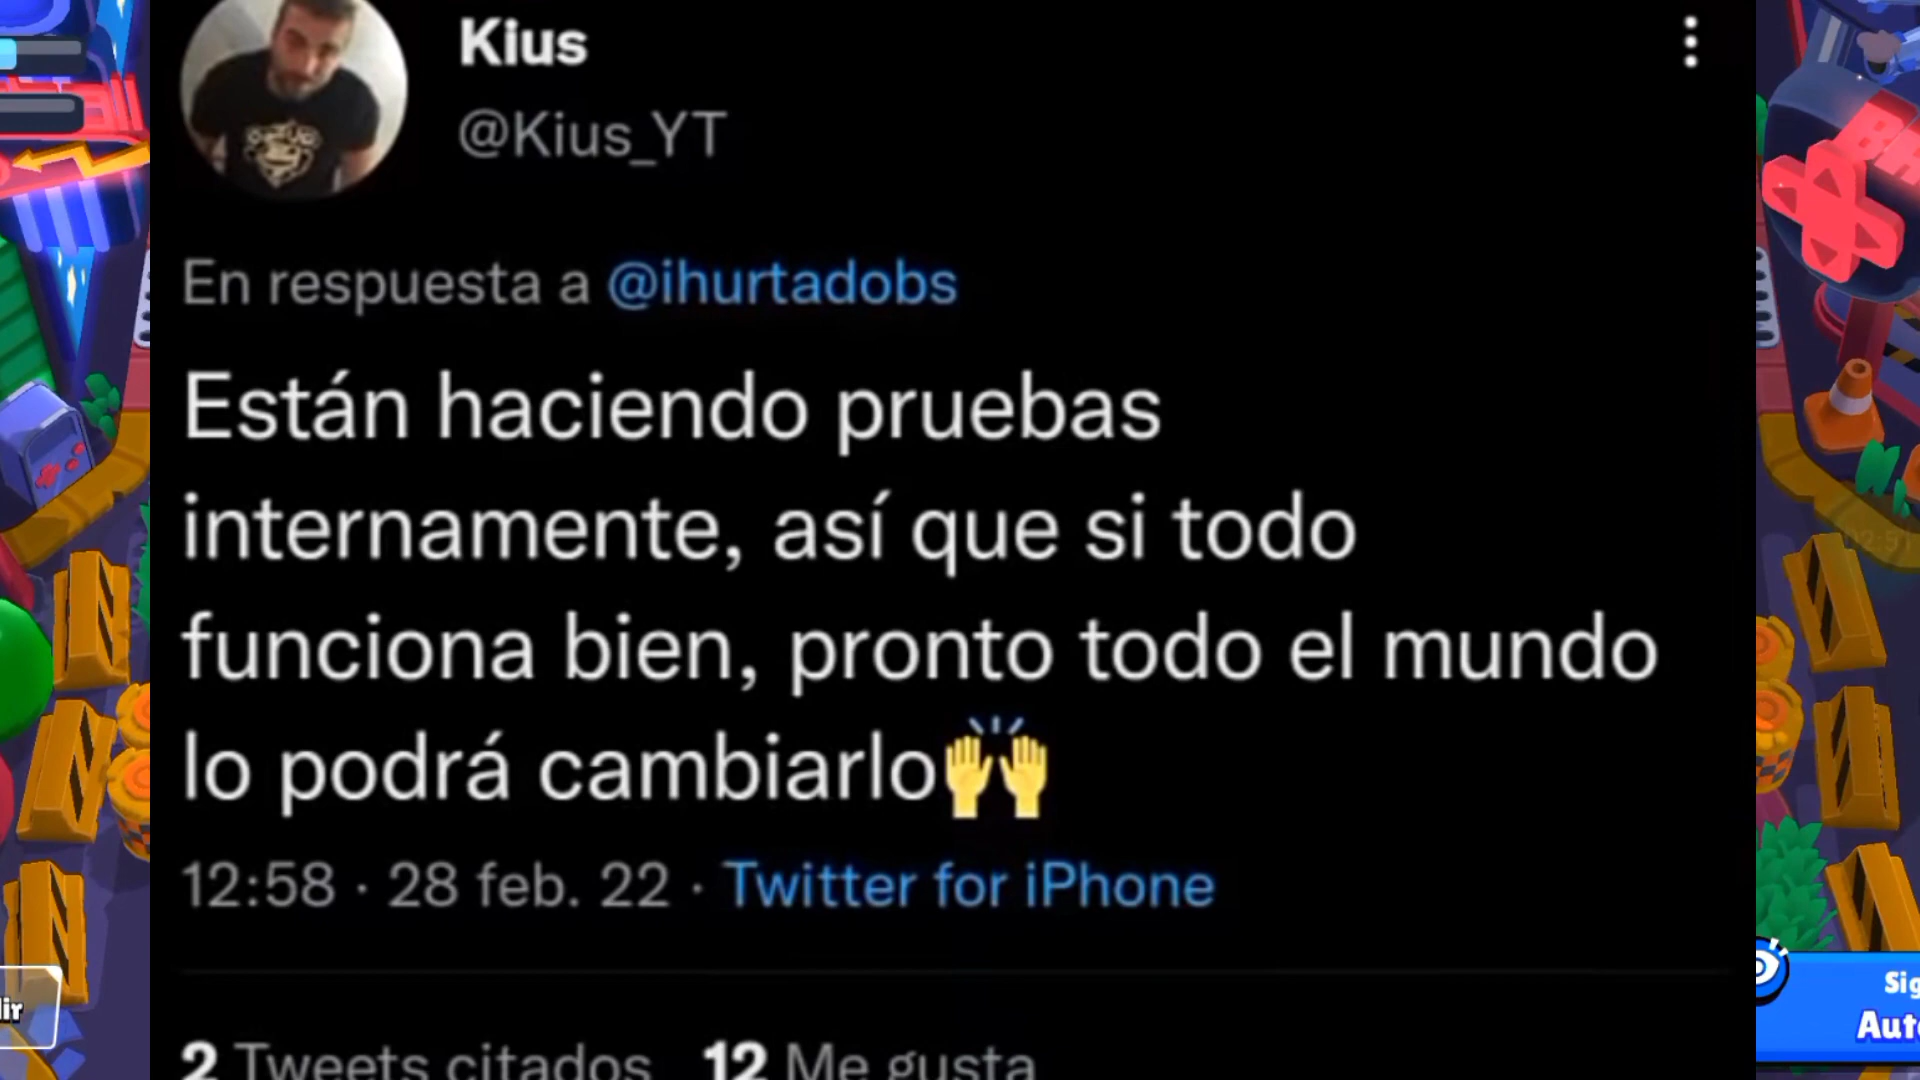 Kius
@Kius_YT
En respuesta a @ihurtadobs
Están haciendo pruebas
internamente, así que si todo
funciona bien, pronto todo el mundo
lo podrá cambiarlo🙌
12:58 · 28 feb. 22 · Twitter for iPhone
2 Tweets citados 12 Me gusta